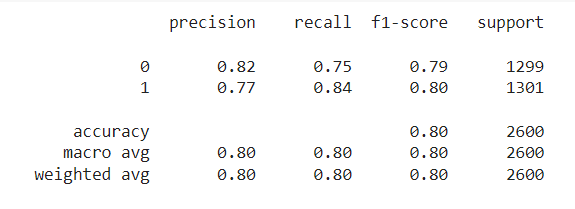 precision recall f1-score support
0 0.82 0.75 0.79 1299
1 0.77 0.84 0.80 1301
accuracy 0.80 2600
macro avg 0.80 0.80 0.80 2600
weighted avg 0.80 0.80 0.80 2600